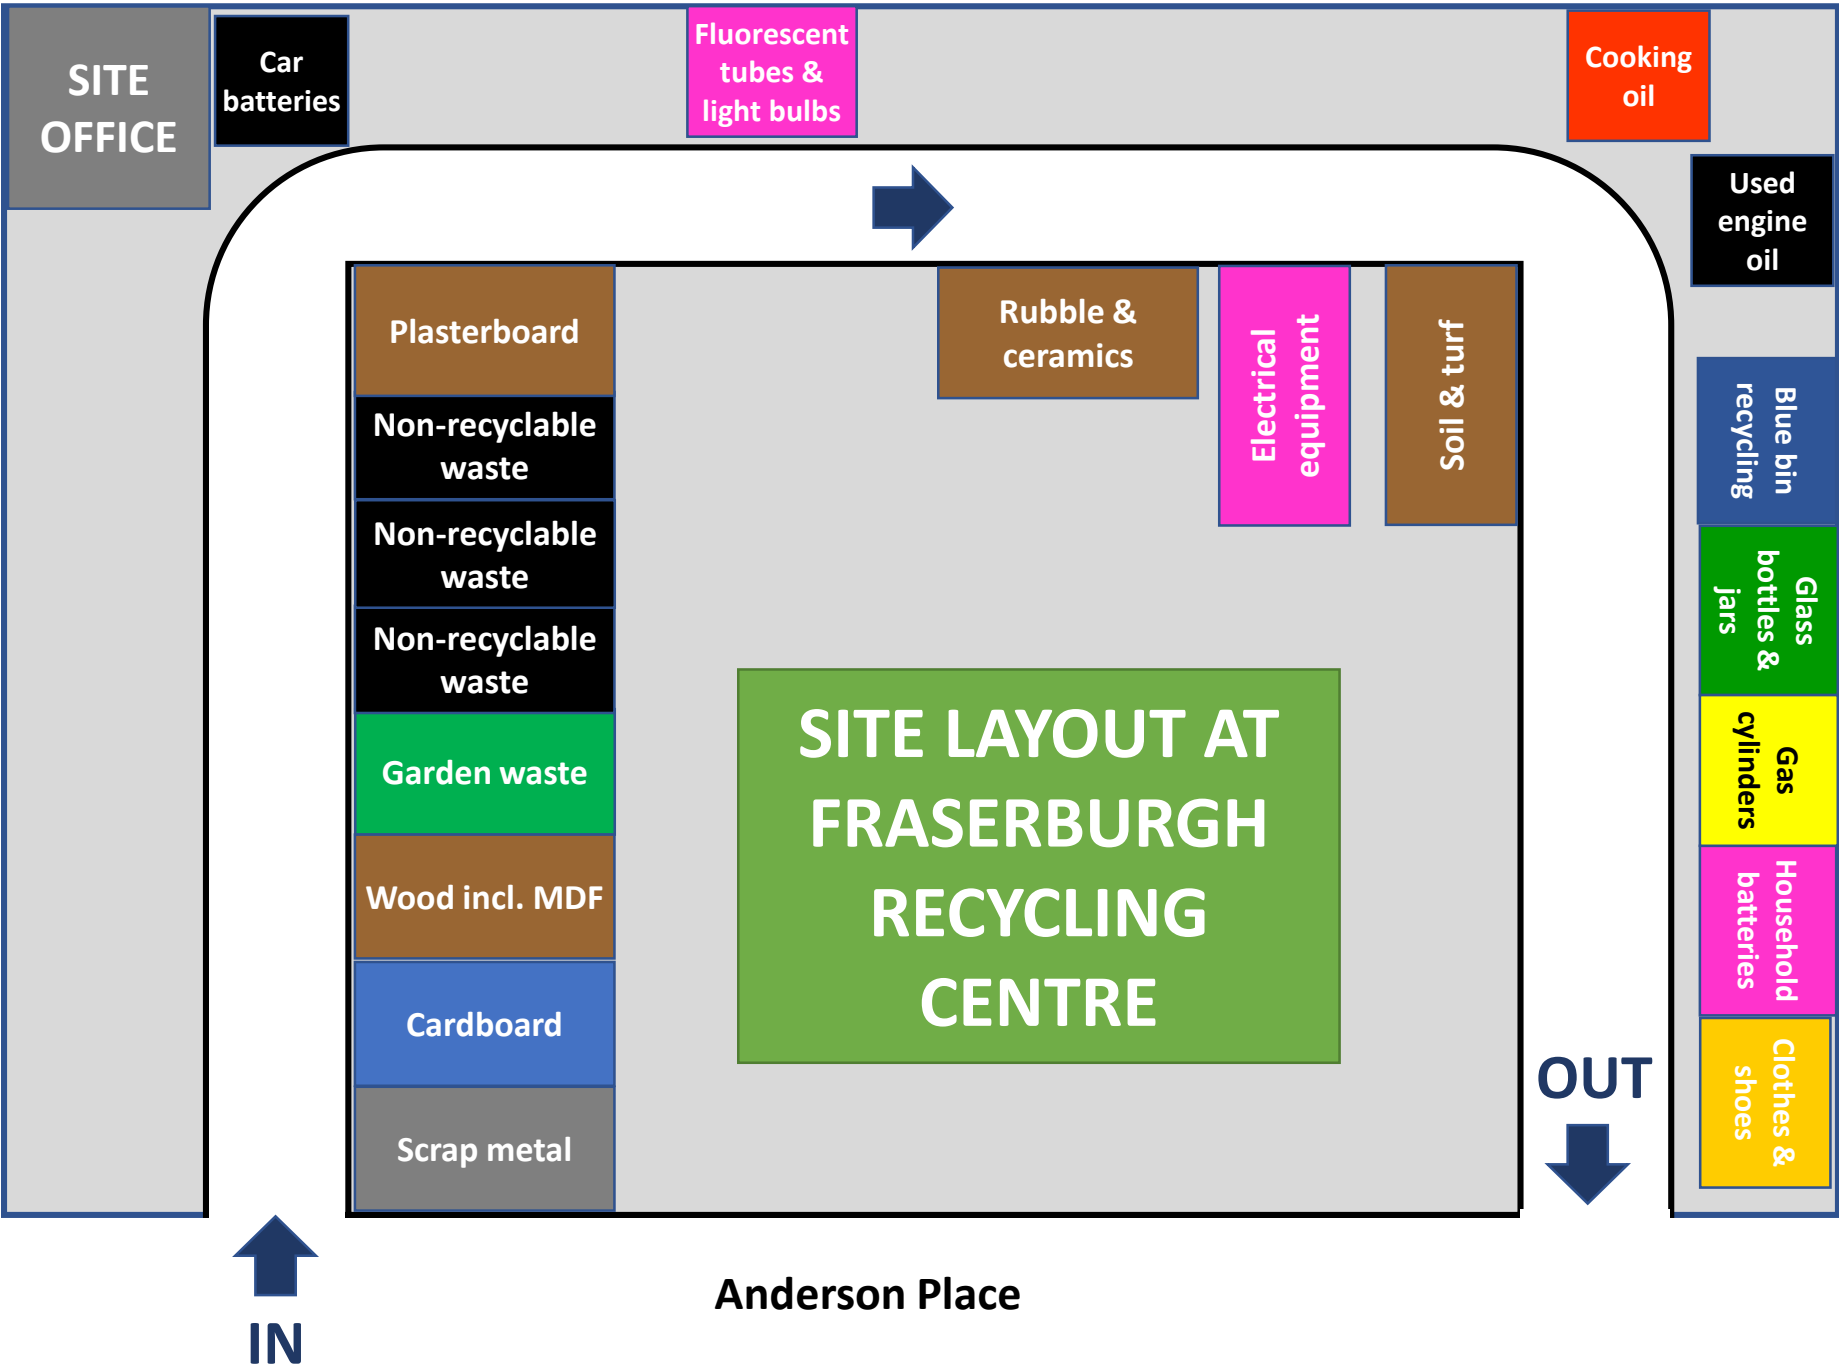 SITE
OFFICE
Car
batteries
Fluorescent
tubes &
light bulbs
Cooking
oil
Used
engine
oil
Plasterboard
Non-recyclable
waste
Non-recyclable
waste
Non-recyclable
waste
Garden waste
Wood incl. MDF
Cardboard
Scrap metal
Rubble &
ceramics
Electrical
equipment
Soil & turf
Blue bin
recycling
Glass
bottles &
jars
Gas
cylinders
Household
batteries
Clothes &
shoes
SITE LAYOUT AT
FRASERBURGH
RECYCLING
CENTRE
OUT
IN
Anderson Place